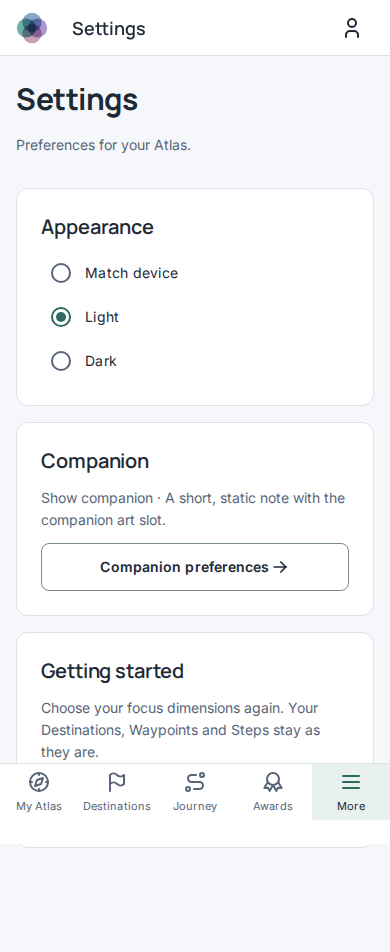 Settings
Settings
Preferences for your Atlas.
Appearance
Match device
Light
Dark
Companion
Show companion · A short, static note with the
companion art slot.
Companion preferences →
Getting started
Choose your focus dimensions again. Your
Destinations, Waypoints and Steps stay as
they are.
My Atlas
Destinations
Journey
Awards
More